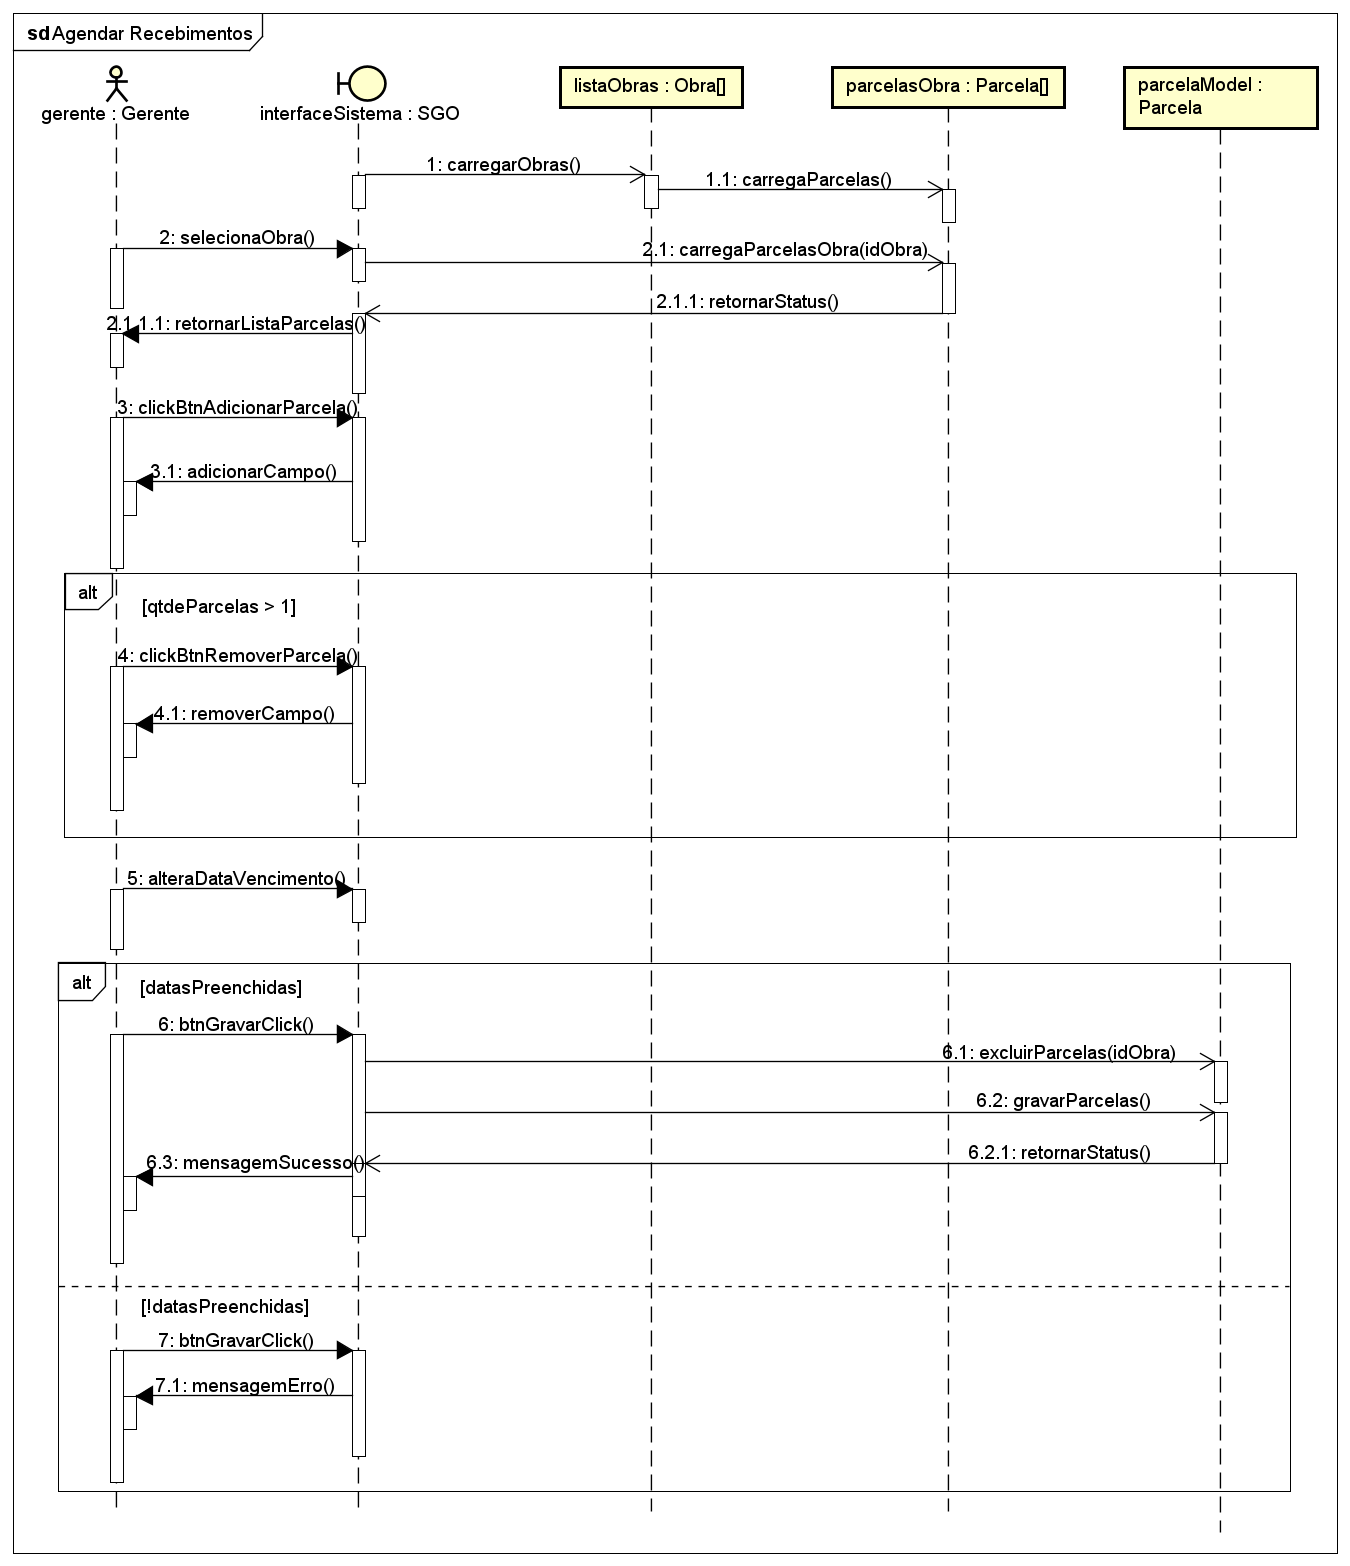 sd Agendar Recebimentos
gerente : Gerente
interfaceSistema : SGO
listaObras : Obra[]
parcelasObra : Parcela[]
parcelaModel :
Parcela
1: carregarObras()
1.1: carregaParcelas()
2: selecionaObra()
2.1: carregaParcelasObra(idObra)
2.1.1: retornarStatus()
2.1.1.1: retornarListaParcelas()
3: clickBtnAdicionarParcela()
3.1: adicionarCampo()
alt
[qtdeParcelas > 1]
4: clickBtnRemoverParcela()
4.1: removerCampo()
5: alteraDataVencimento()
alt
[datasPreenchidas]
6: btnGravarClick()
6.1: excluirParcelas(idObra)
6.2: gravarParcelas()
6.2.1: retornarStatus()
6.3: mensagemSucesso()
[!datasPreenchidas]
7: btnGravarClick()
7.1: mensagemErro()